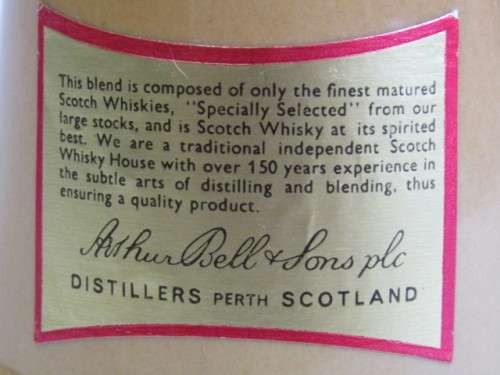 This blend is composed of only the finest matured
Scotch Whiskies, "Specially Selected" from our
large stocks, and is Scotch Whisky at its spirited
best. We are a traditional independent Scotch
Whisky House with over 150 years experience in
the subtle arts of distilling and blending, thus
ensuring a quality product.
Arthur Bell & Sons plc
DISTILLERS PERTH SCOTLAND